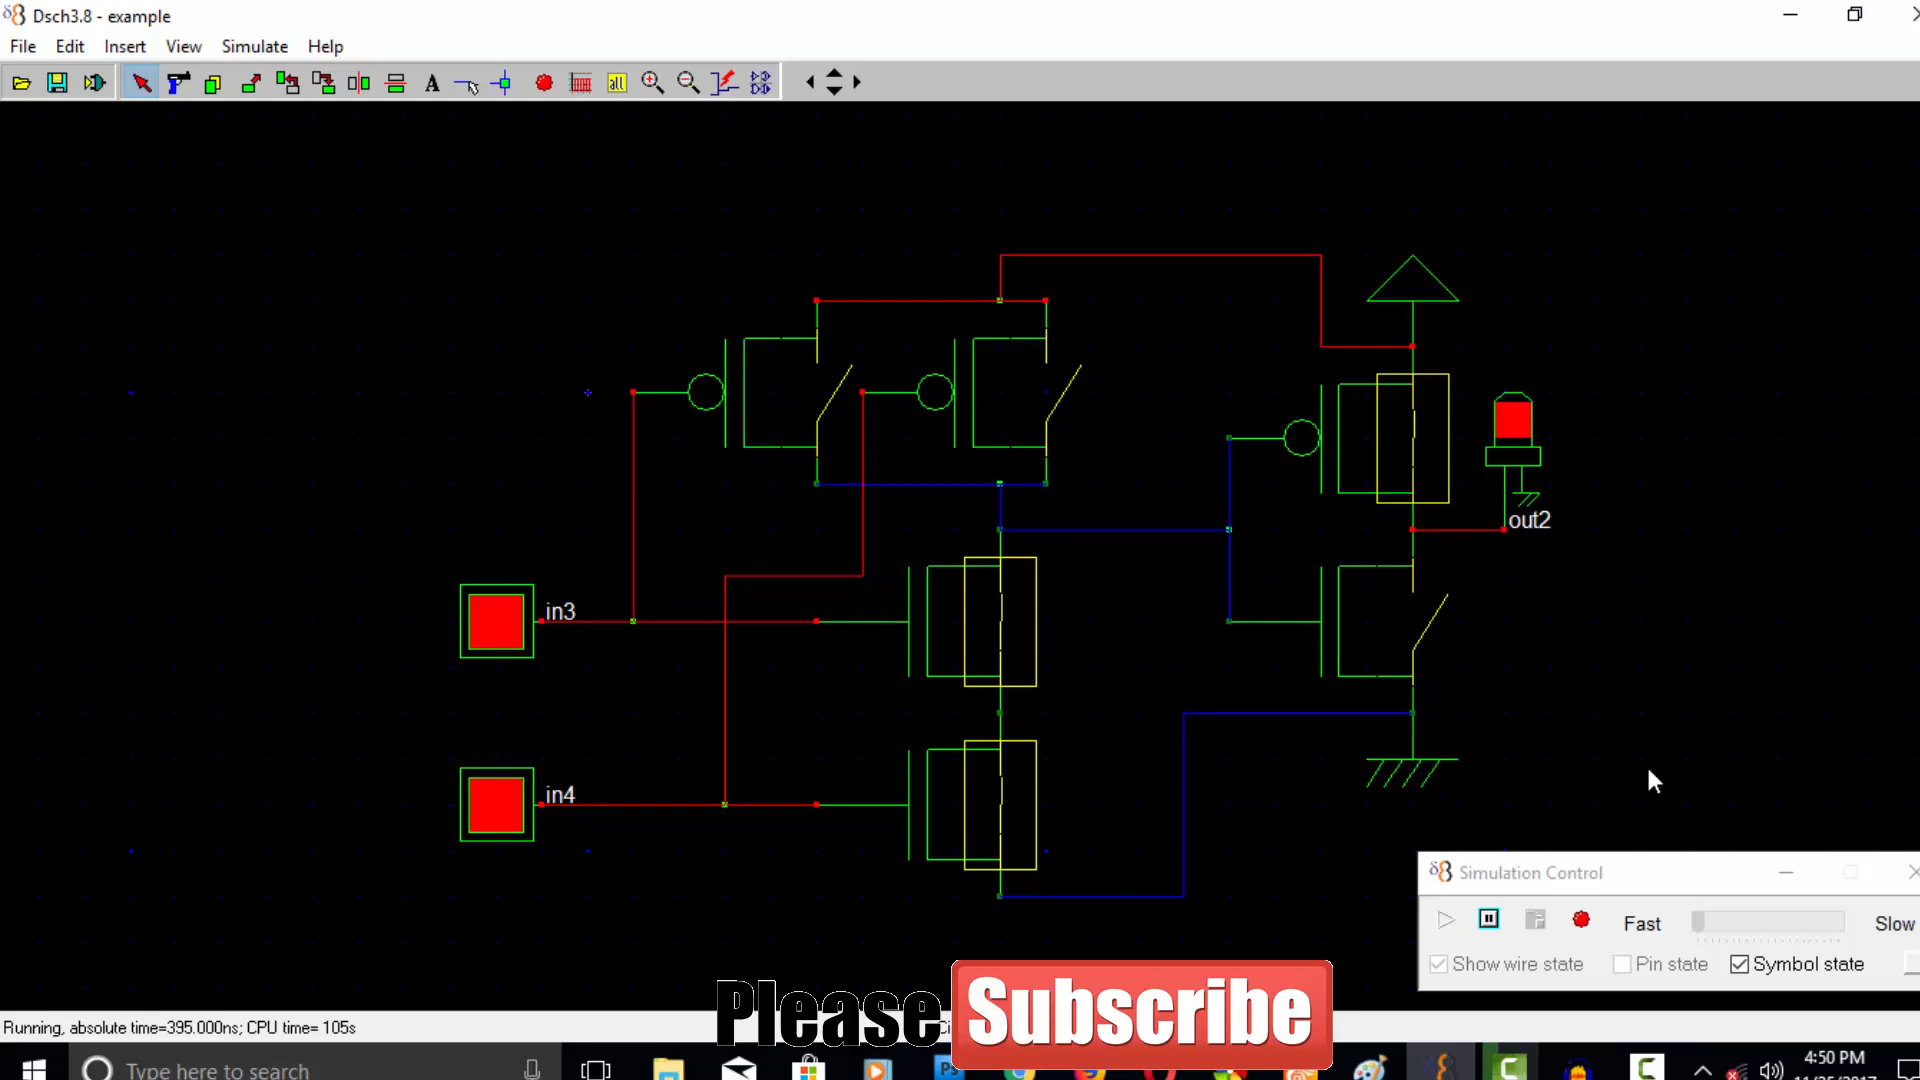 Dsch3.8 - example
File Edit Insert View Simulate Help
A all
out2
in3
in4
Simulation Control
Fast Slow
Show wire state Pin state Symbol state
Please Subscribe
Running, absolute time=395.000ns; CPU time= 105s
Type here to search
4:50 PM